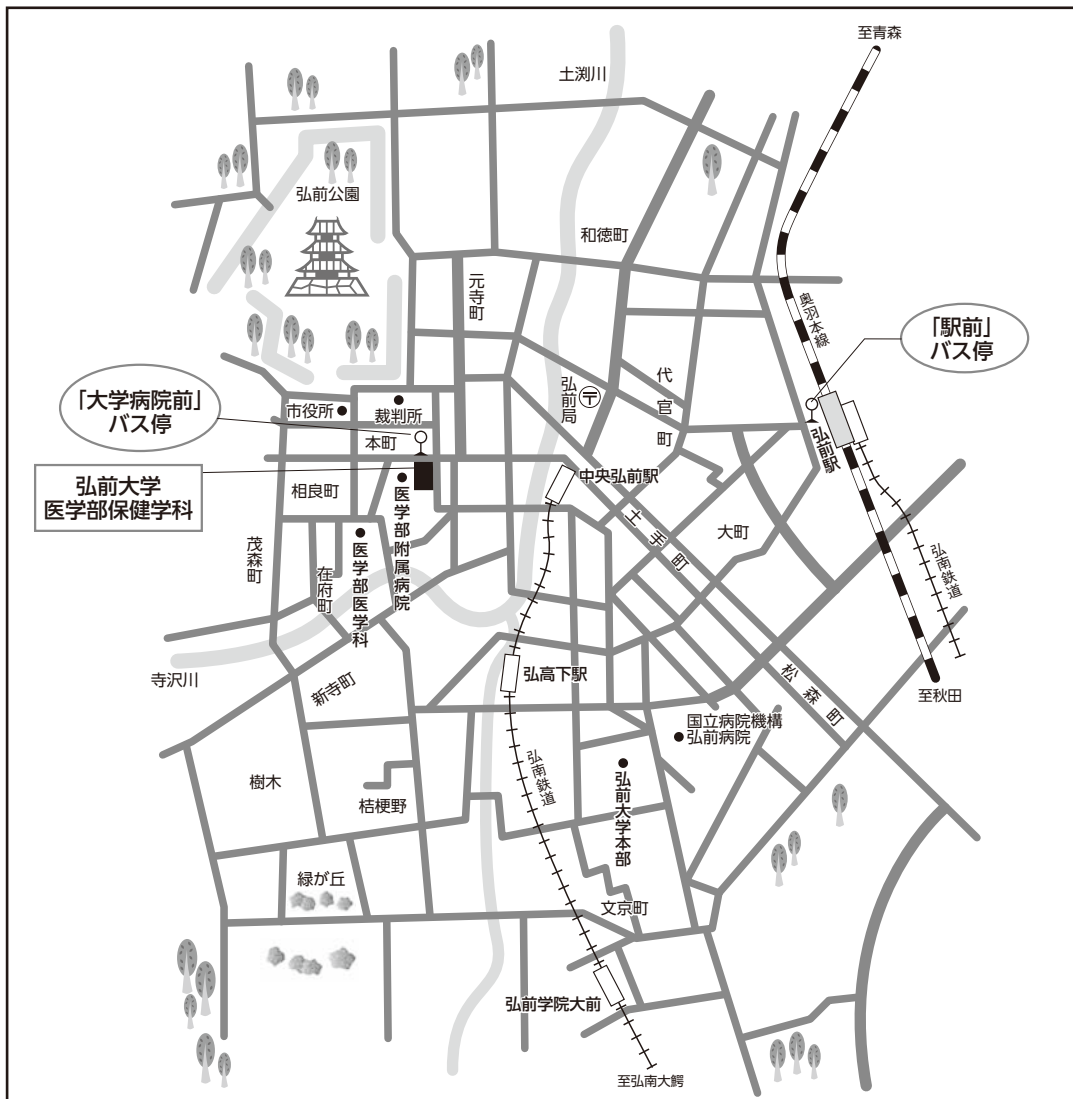 至青森
土渕川
弘前公園
和徳町
元寺町
奥羽本線
「駅前」
バス停
代官町
弘前局
〒
「大学病院前」
バス停
市役所
裁判所
本町
弘前駅
弘前大学
医学部保健学科
相良町
医学部附属病院
中央弘前駅
土手町
大町
茂森町
在府町
医学部医学科
弘南鉄道
寺沢川
新寺町
弘高下駅
松森町
至秋田
国立病院機構
弘前病院
弘南鉄道
樹木
桔梗野
弘前大学本部
緑が丘
文京町
弘前学院大前
至弘南大鰐